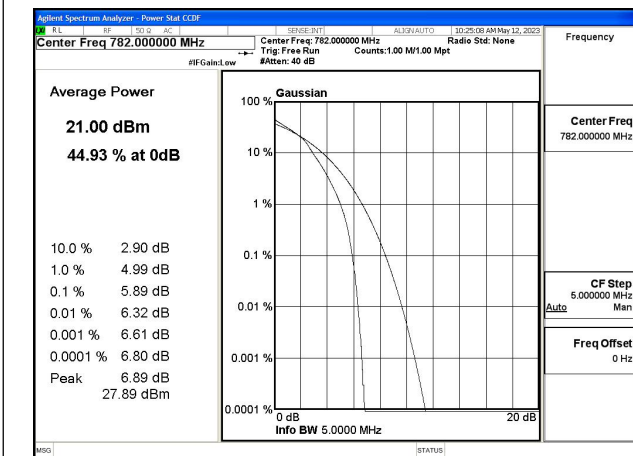 Agilent Spectrum Analyzer - Power Stat CCDF
RL RF 50 Ω AC SENSE:INT ALIGN AUTO 10:25:08 AM May 12, 2023
Center Freq 782.000000 MHz
Center Freq: 782.000000 MHz Radio Std: None
Trig: Free Run Counts:1.00 M/1.00 Mpt
#IFGain:Low #Atten: 40 dB
Frequency
Average Power
21.00 dBm
44.93 % at 0dB
10.0 % 2.90 dB
1.0 % 4.99 dB
0.1 % 5.89 dB
0.01 % 6.32 dB
0.001 % 6.61 dB
0.0001 % 6.80 dB
Peak 6.89 dB
27.89 dBm
Gaussian
100 %
10 %
1 %
0.1 %
0.01 %
0.001 %
0.0001 %
0 dB 20 dB
Info BW 5.0000 MHz
Center Freq
782.000000 MHz
CF Step
5.000000 MHz
Auto Man
Freq Offset
0 Hz
MSG STATUS